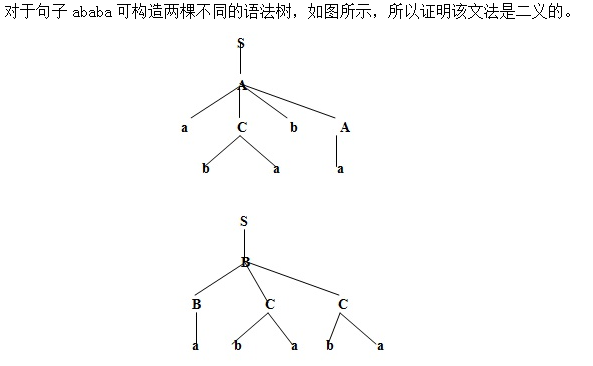 对于句子 ababa 可构造两棵不同的语法树，如图所示，所以证明该文法是二义的。
S
A
a C b A
b a a
S
B
B C C
a b a b a